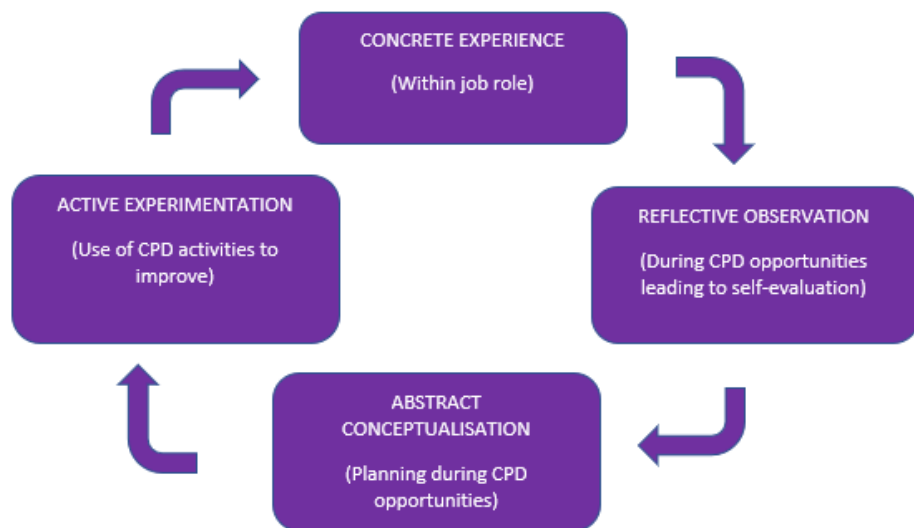 CONCRETE EXPERIENCE
(Within job role)
REFLECTIVE OBSERVATION
(During CPD opportunities
leading to self-evaluation)
ABSTRACT
CONCEPTUALISATION
(Planning during CPD
opportunities)
ACTIVE EXPERIMENTATION
(Use of CPD activities to
improve)